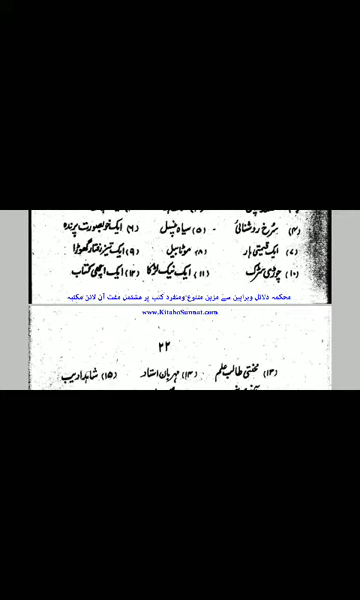 (۴) سرخ روشنائی - (۵) سیاہ پنسل (۶) ایک خوبصورت پرندہ
(۷) ایک قیمتی ہار (۸) موٹا بیل (۹) ایک تیز رفتار گھوڑا
(۱۰) چوڑی سڑک (۱۱) ایک نیک لڑکا (۱۲) ایک اچھی کتاب
محکمہ دلائل وبراہین سے مزین متنوع ومنفرد کتب پر مشتمل مفت آن لائن مکتبہ
www.KitaboSunnat.com
۲۲
(۱۳) محنتی طالب علم (۱۴) مہربان استاد (۱۵) شاہد ادیب